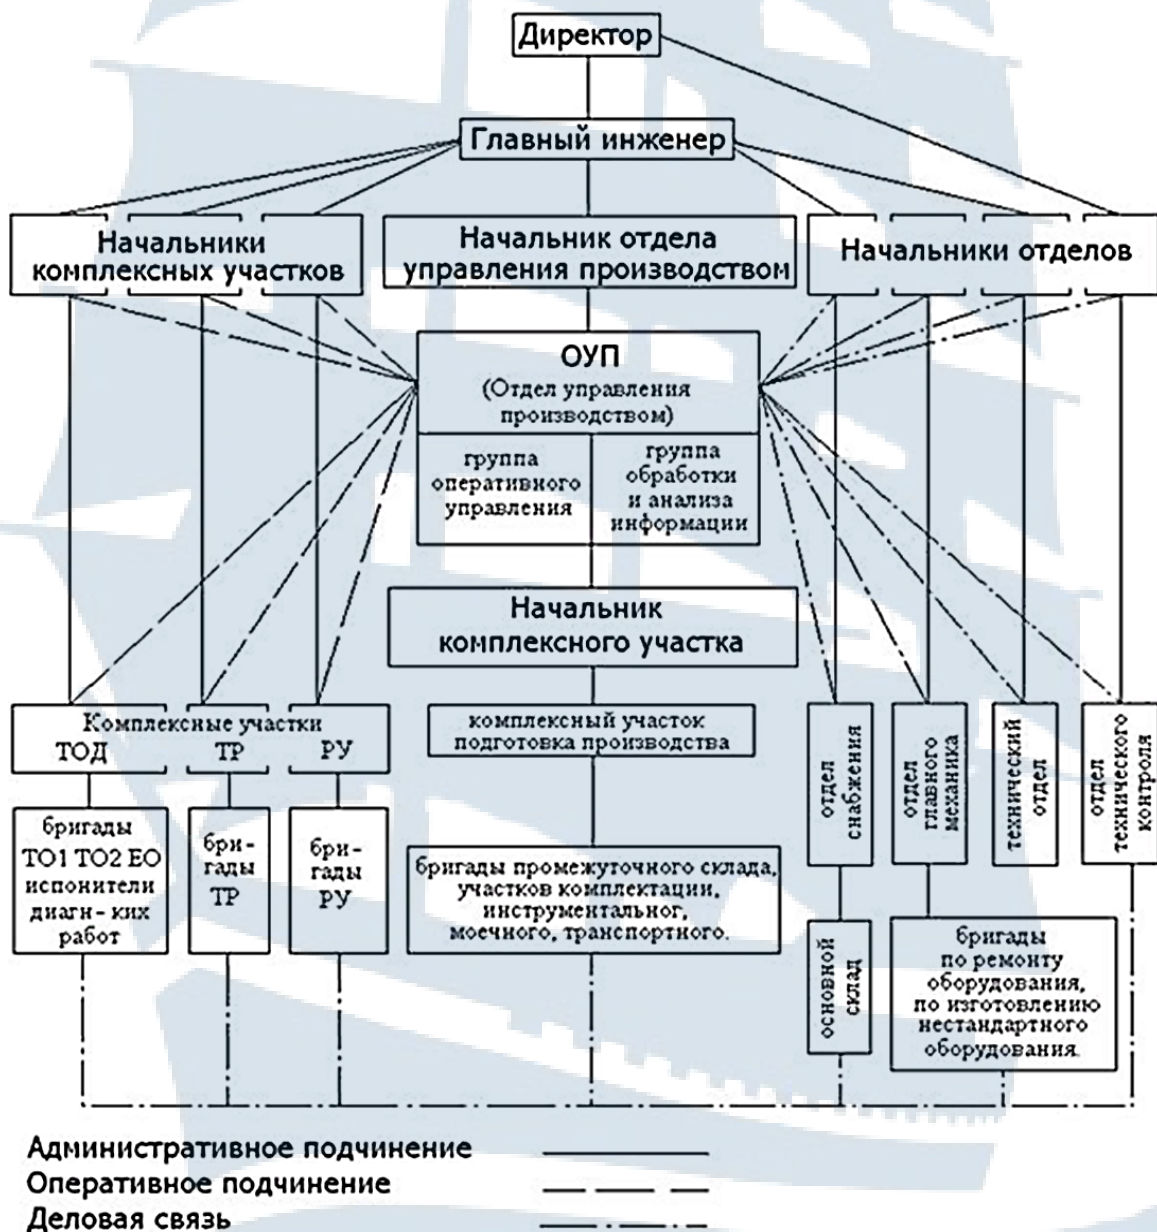 Директор
Главный инженер
Начальники
комплексных участков
Начальник отдела
управления производством
Начальники отделов
ОУП
(Отдел управления
производством)
группа
оперативного
управления
группа
обработки
и анализа
информации
Начальник
комплексного участка
Комплексные участки
ТОД
ТР
РУ
комплексный участок
подготовка производства
отдел
снабжения
отдел
главного
механика
технический
отдел
отдел
технического
контроля
бригады
ТО1 ТО2 ЕО
испонители
диагн- ких
работ
бри-
гады
ТР
бри-
гады
РУ
бригады промежуточного склада,
участков комплектации,
инструментальног,
моечного, транспортного.
основной
склад
бригады
по ремонту
оборудования,
по изготовлению
нестандартного
оборудования.
Административное подчинение
Оперативное подчинение
Деловая связь